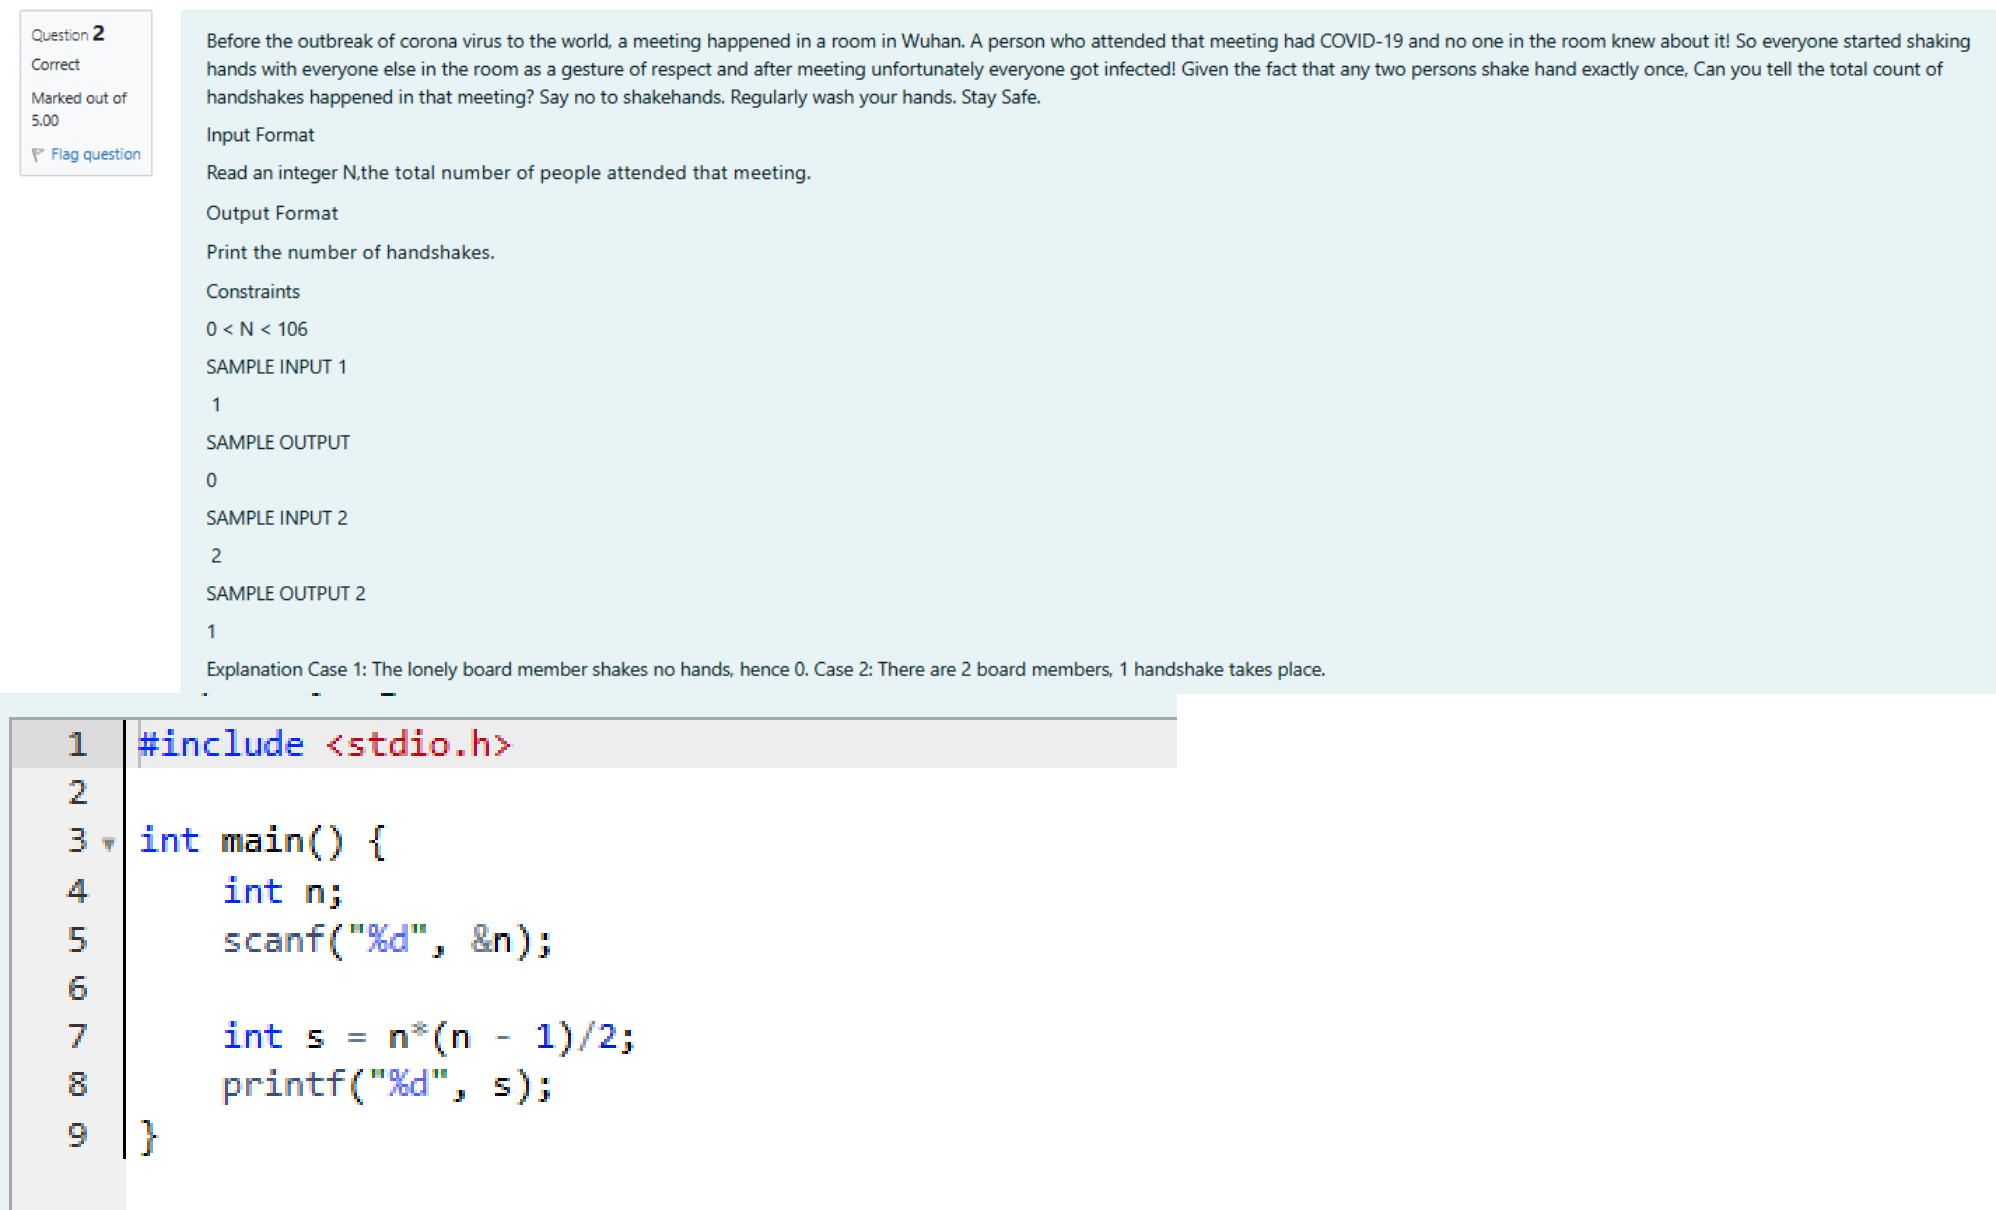 Question 2
Correct
Marked out of
5.00
Flag question
Before the outbreak of corona virus to the world, a meeting happened in a room in Wuhan. A person who attended that meeting had COVID-19 and no one in the room knew about it! So everyone started shaking
hands with everyone else in the room as a gesture of respect and after meeting unfortunately everyone got infected! Given the fact that any two persons shake hand exactly once, Can you tell the total count of
handshakes happened in that meeting? Say no to shakehands. Regularly wash your hands. Stay Safe.
Input Format
Read an integer N,the total number of people attended that meeting.
Output Format
Print the number of handshakes.
Constraints
0 < N < 106
SAMPLE INPUT 1
1
SAMPLE OUTPUT
0
SAMPLE INPUT 2
2
SAMPLE OUTPUT 2
1
Explanation Case 1: The lonely board member shakes no hands, hence 0. Case 2: There are 2 board members, 1 handshake takes place.
1 #include <stdio.h>
2
3 int main() {
4     int n;
5     scanf("%d", &n);
6
7     int s = n*(n - 1)/2;
8     printf("%d", s);
9 }